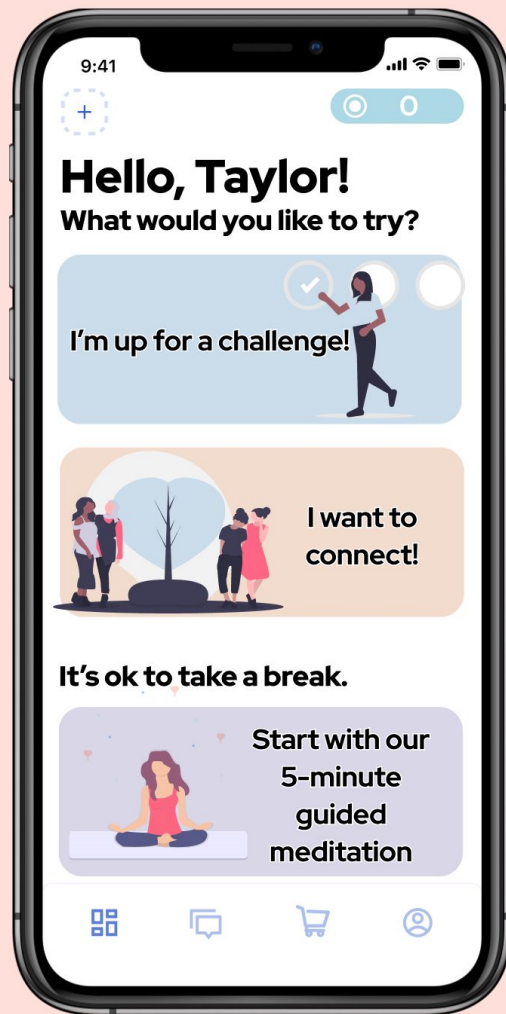 9:41
+
0
Hello, Taylor!
What would you like to try?
I'm up for a challenge!
I want to
connect!
It's ok to take a break.
Start with our
5-minute
guided
meditation